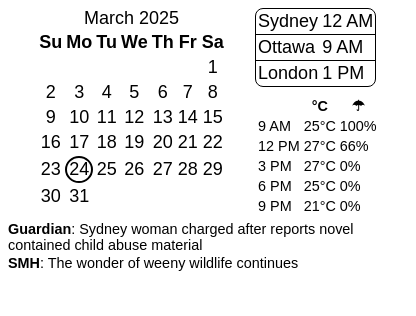 March 2025
Su Mo Tu We Th Fr Sa
1
2 3 4 5 6 7 8
9 10 11 12 13 14 15
16 17 18 19 20 21 22
23 24 25 26 27 28 29
30 31
Sydney 12 AM
Ottawa 9 AM
London 1 PM
°C ☂
9 AM 25°C 100%
12 PM 27°C 66%
3 PM 27°C 0%
6 PM 25°C 0%
9 PM 21°C 0%
Guardian: Sydney woman charged after reports novel
contained child abuse material
SMH: The wonder of weeny wildlife continues